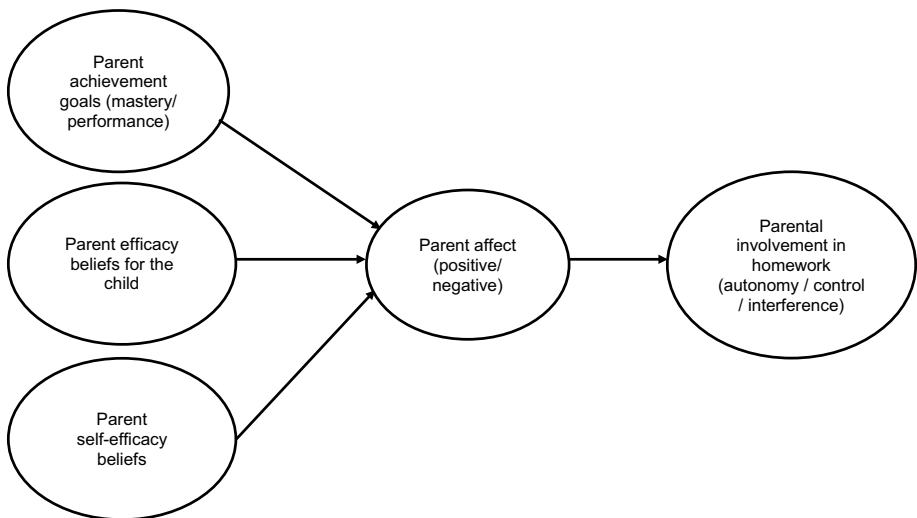 Parent
achievement
goals (mastery/
performance)
Parent efficacy
beliefs for the
child
Parent
self-efficacy
beliefs
Parent affect
(positive/
negative)
Parental
involvement in
homework
(autonomy / control
/ interference)